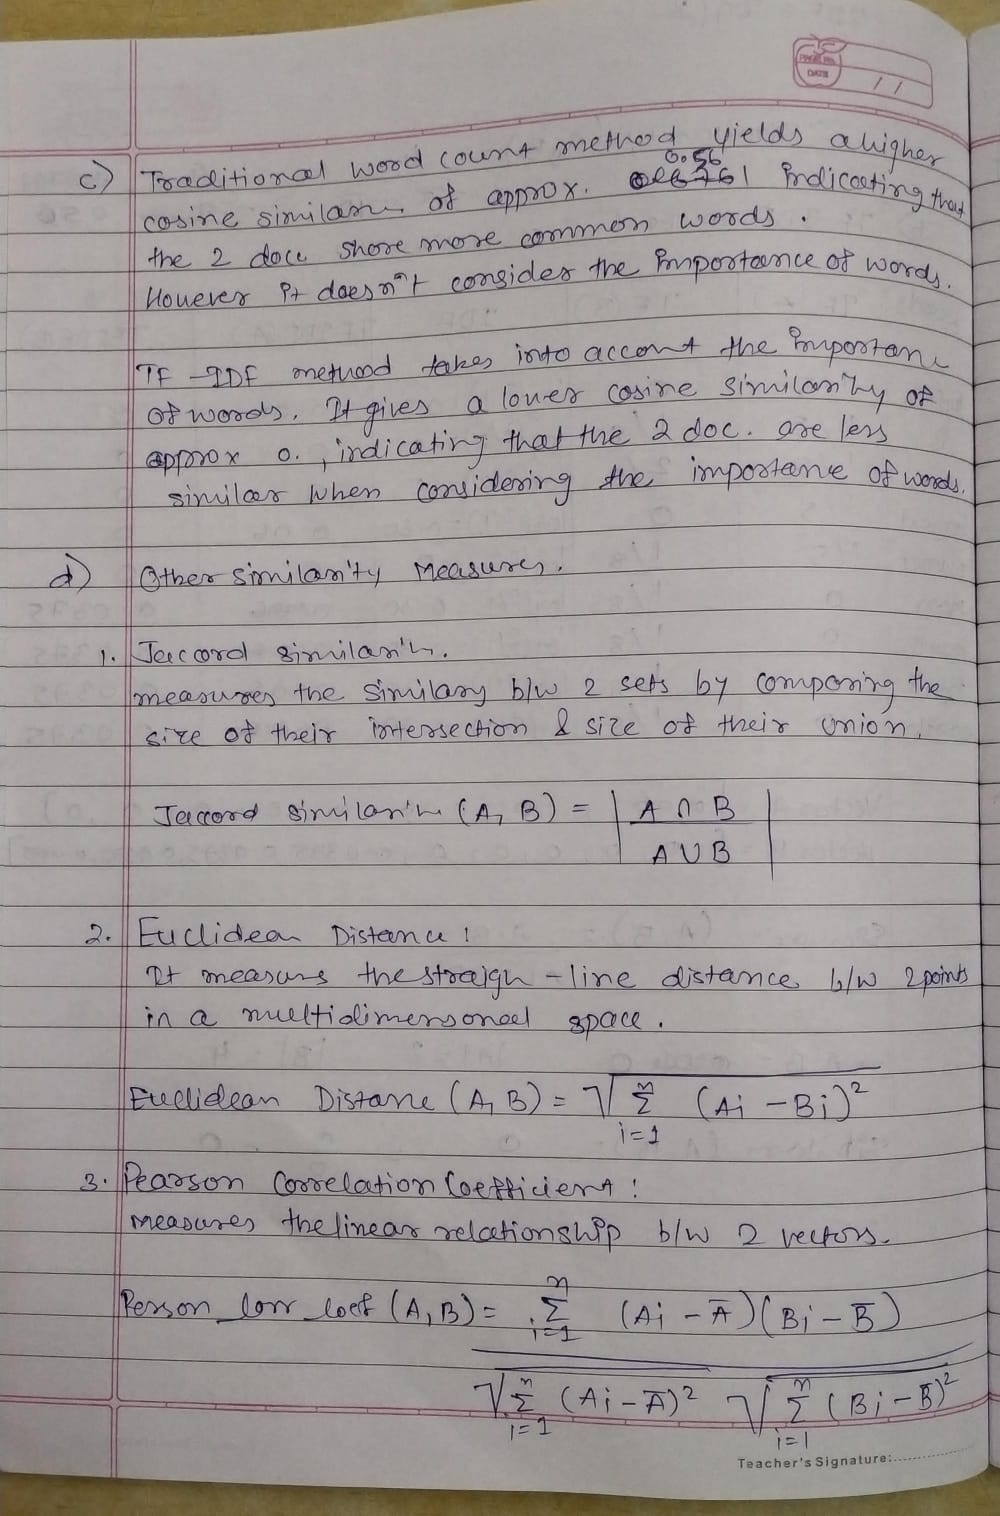 PAGE NO.
DATE / /
c) Traditional word count method yields a higher
cosine similar of approx. 0.56 indicating that
the 2 doc share more common words.
However it doesn't consider the importance of words.
TF-IDF method takes into account the importan
of words. It gives a lower cosine similarity of
approx 0. , indicating that the 2 doc. are less
similar when considering the importance of words.
d) Other similarity Measures.
1. Jaccard similarity.
measures the similary b/w 2 sets by comparing the
size of their intersection & size of their union.
Jaccard similarity (A, B) = | A ∩ B
A ∪ B |
2. Euclidean Distance :
It measures the straigh-line distance b/w 2 points
in a multidimensonal space.
Euclidean Distance (A, B) = √ n Σ i=1 (Ai - Bi)²
3. Pearson Correlation Coefficient :
measures the linear relationship b/w 2 vectors.
Person Corr Coef (A, B) = n Σ i=1 (Ai - Ā)(Bi - B̄)
√ n Σ i=1 (Ai - Ā)² √ n Σ i=1 (Bi - B̄)²
Teacher's Signature:..............